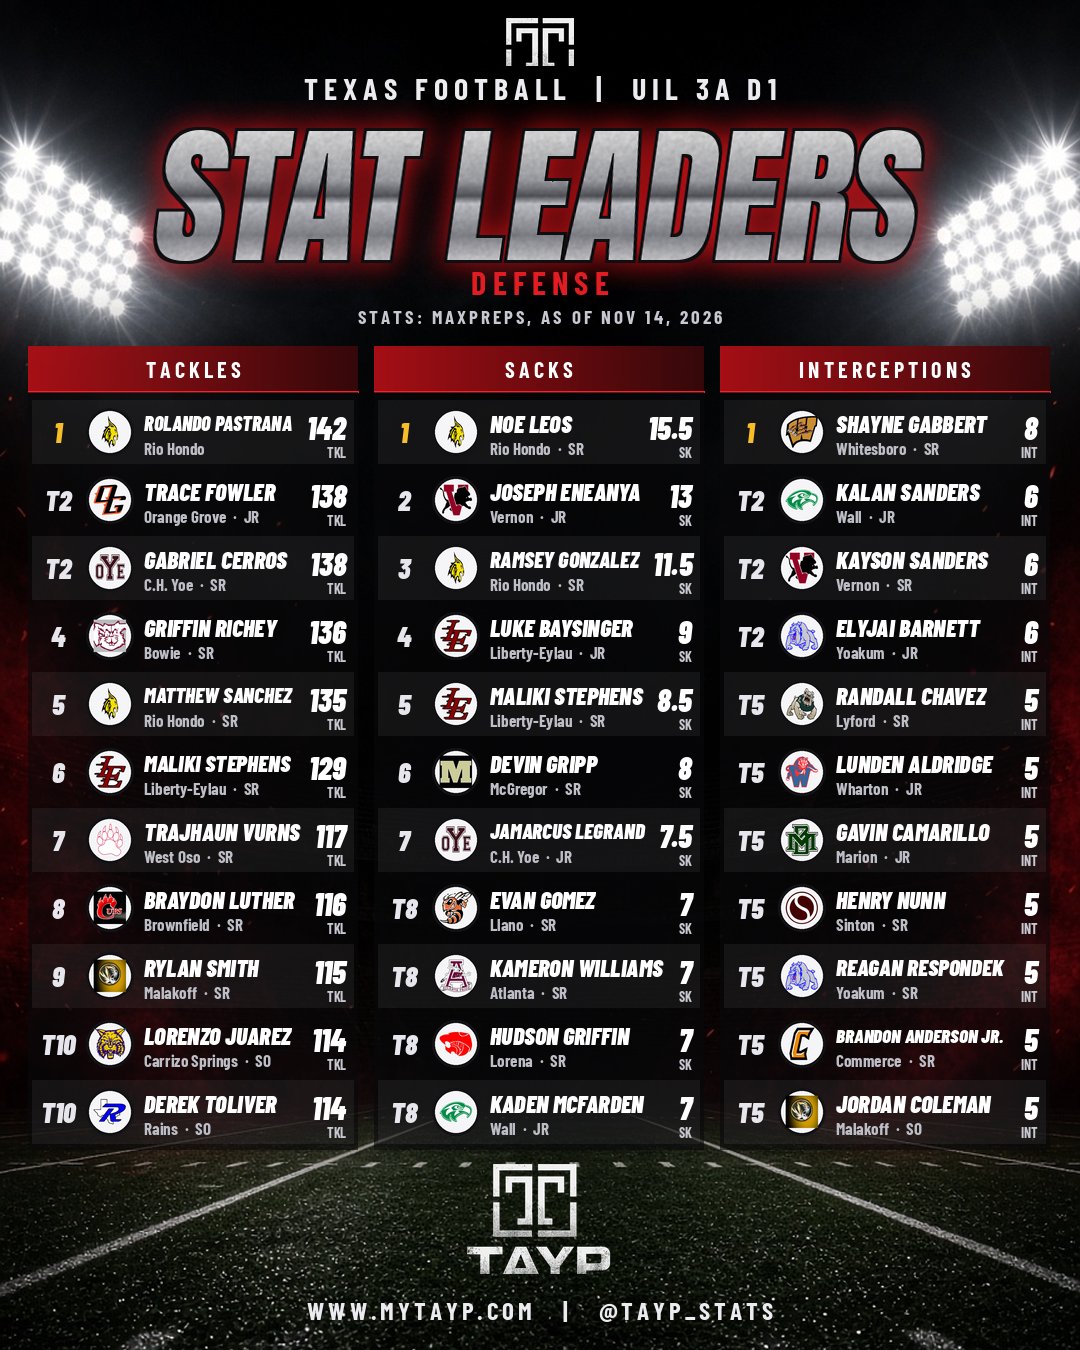 TEXAS FOOTBALL | UIL 3A D1
STAT LEADERS
DEFENSE
STATS: MAXPREPS, AS OF NOV 14, 2026
TACKLES
1 ROLANDO PASTRANA 142
Rio Hondo TKL
T2 TRACE FOWLER 138
Orange Grove · JR TKL
T2 GABRIEL CERROS 138
C.H. Yoe · SR TKL
4 GRIFFIN RICHEY 136
Bowie · SR TKL
5 MATTHEW SANCHEZ 135
Rio Hondo · SR TKL
6 MALIKI STEPHENS 129
Liberty-Eylau · SR TKL
7 TRAJHAUN VURNS 117
West Oso · SR TKL
8 BRAYDON LUTHER 116
Brownfield · SR TKL
9 RYLAN SMITH 115
Malakoff · SR TKL
T10 LORENZO JUAREZ 114
Carrizo Springs · SO TKL
T10 DEREK TOLIVER 114
Rains · SO TKL
SACKS
1 NOE LEOS 15.5
Rio Hondo · SR SK
2 JOSEPH ENEANYA 13
Vernon · JR SK
3 RAMSEY GONZALEZ 11.5
Rio Hondo · SR SK
4 LUKE BAYSINGER 9
Liberty-Eylau · JR SK
5 MALIKI STEPHENS 8.5
Liberty-Eylau · SR SK
6 DEVIN GRIPP 8
McGregor · SR SK
7 JAMARCUS LEGRAND 7.5
C.H. Yoe · JR SK
T8 EVAN GOMEZ 7
Llano · SR SK
T8 KAMERON WILLIAMS 7
Atlanta · SR SK
T8 HUDSON GRIFFIN 7
Lorena · SR SK
T8 KADEN MCFARDEN 7
Wall · JR SK
INTERCEPTIONS
1 SHAYNE GABBERT 8
Whitesboro · SR INT
T2 KALAN SANDERS 6
Wall · JR INT
T2 KAYSON SANDERS 6
Vernon · SR INT
T2 ELYJAI BARNETT 6
Yoakum · JR INT
T5 RANDALL CHAVEZ 5
Lyford · SR INT
T5 LUNDEN ALDRIDGE 5
Wharton · JR INT
T5 GAVIN CAMARILLO 5
Marion · JR INT
T5 HENRY NUNN 5
Sinton · SR INT
T5 REAGAN RESPONDEK 5
Yoakum · SR INT
T5 BRANDON ANDERSON JR. 5
Commerce · SR INT
T5 JORDAN COLEMAN 5
Malakoff · SO INT
TAYP
WWW.MYTAYP.COM | @TAYP_STATS